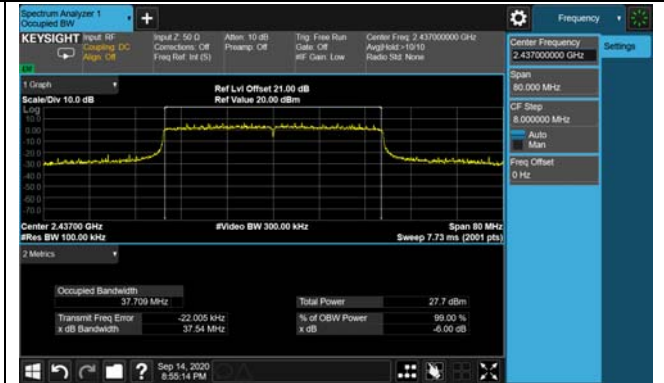 Spectrum Analyzer 1
Occupied BW
Frequency
KEYSIGHT Input: RF
Coupling: DC
Align: Off
Input Z: 50 Ω
Corrections: Off
Freq Ref: Int (S)
Atten: 10 dB
Preamp: Off
Trig: Free Run
Gate: Off
#IF Gain: Low
Center Freq: 2.437000000 GHz
Avg|Hold:>10/10
Radio Std: None
Center Frequency
2.437000000 GHz
Settings
Span
80.000 MHz
CF Step
8.000000 MHz
Auto
Man
Freq Offset
0 Hz
1 Graph
Scale/Div 10.0 dB
Ref Lvl Offset 21.00 dB
Ref Value 20.00 dBm
Log
10.0
0.00
-10.0
-20.0
-30.0
-40.0
-50.0
-60.0
-70.0
Center 2.43700 GHz
#Res BW 100.00 kHz
#Video BW 300.00 kHz
Span 80 MHz
Sweep 7.73 ms (2001 pts)
2 Metrics
Occupied Bandwidth
37.709 MHz
Total Power 27.7 dBm
Transmit Freq Error -22.005 kHz
% of OBW Power 99.00 %
x dB Bandwidth 37.54 MHz
x dB -6.00 dB
?
Sep 14, 2020
8:55:14 PM